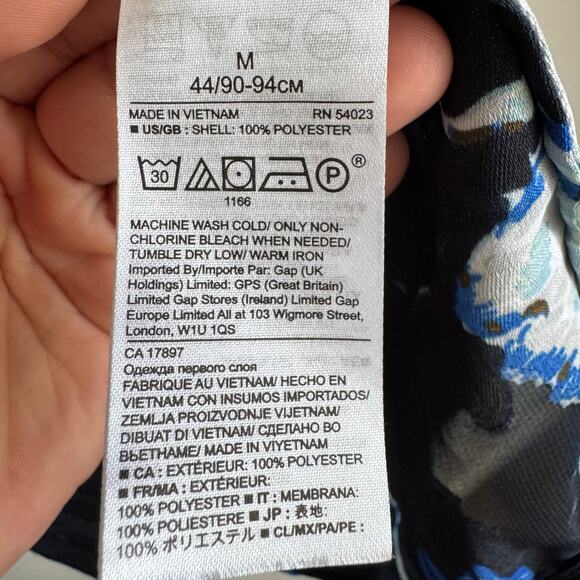 M
44/90-94CM
MADE IN VIETNAM RN 54023
■ US/GB : SHELL: 100% POLYESTER
30 P ®
1166
MACHINE WASH COLD/ ONLY NON-
CHLORINE BLEACH WHEN NEEDED/
TUMBLE DRY LOW/ WARM IRON
Imported By/Importe Par: Gap (UK
Holdings) Limited: GPS (Great Britain)
Limited Gap Stores (Ireland) Limited Gap
Europe Limited All at 103 Wigmore Street,
London, W1U 1QS
CA 17897
Одежда первого слоя
FABRIQUE AU VIETNAM/ HECHO EN
VIETNAM CON INSUMOS IMPORTADOS/
ZEMLJA PROIZVODNJE VIJETNAM/
DIBUAT DI VIETNAM/ СДЕЛАНО ВО
ВЬЕТНАМЕ/ MADE IN VIYETNAM
■ CA : EXTÉRIEUR: 100% POLYESTER
■ FR/MA : EXTÉRIEUR:
100% POLYESTER ■ IT : MEMBRANA:
100% POLIESTERE ■ JP : 表地:
100% ポリエステル ■ CL/MX/PA/PE :